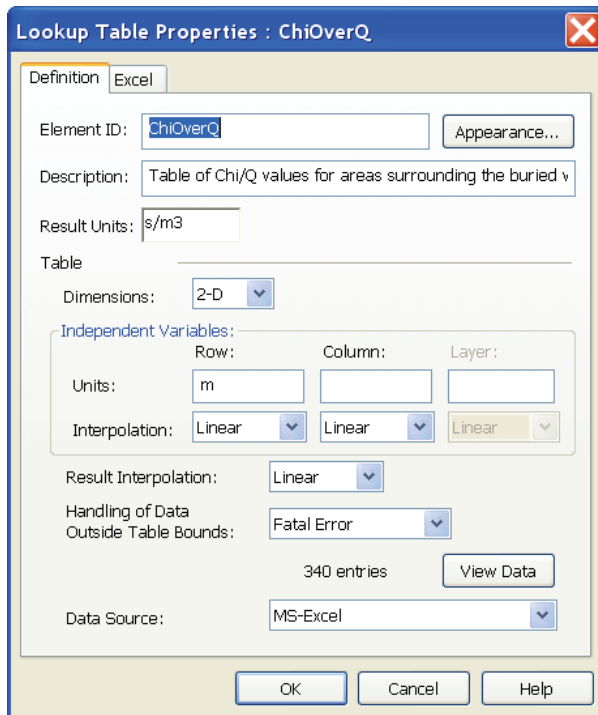 Lookup Table Properties : ChiOverQ
Definition Excel
Element ID: ChiOverQ Appearance...
Description: Table of Chi/Q values for areas surrounding the buried v
Result Units: s/m3
Table
Dimensions: 2-D
Independent Variables:
Row: Column: Layer:
Units: m
Interpolation: Linear Linear Linear
Result Interpolation: Linear
Handling of Data
Outside Table Bounds: Fatal Error
340 entries View Data
Data Source: MS-Excel
OK Cancel Help